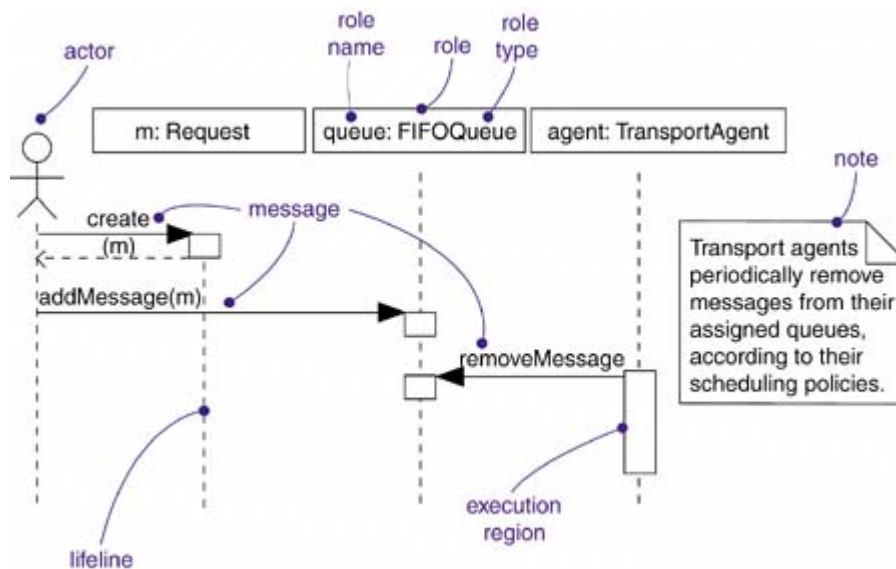 role
name
role
role
type
actor
m: Request
queue: FIFOQueue
agent: TransportAgent
note
create
message
(m)
Transport agents
periodically remove
messages from their
assigned queues,
according to their
scheduling policies.
addMessage(m)
removeMessage
execution
region
lifeline